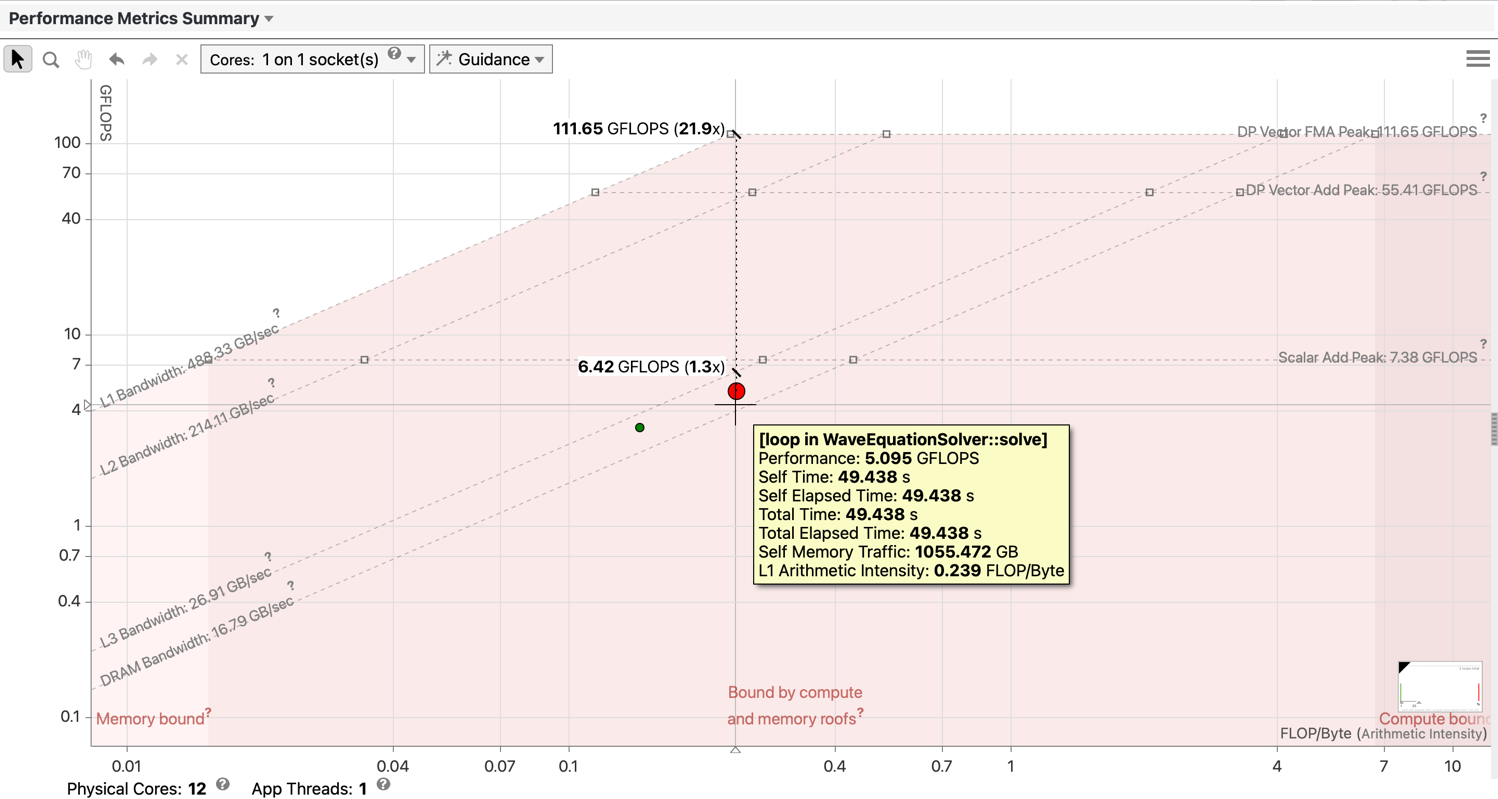 Performance Metrics Summary
Cores: 1 on 1 socket(s) ? Guidance
GFLOPS
111.65 GFLOPS (21.9x)
DP Vector FMA Peak: 111.65 GFLOPS ?
100
70
DP Vector Add Peak: 55.41 GFLOPS ?
40
10
L1 Bandwidth: 488.33 GB/sec ?
7
6.42 GFLOPS (1.3x)
Scalar Add Peak: 7.38 GFLOPS ?
4
L2 Bandwidth: 214.11 GB/sec ?
[loop in WaveEquationSolver::solve]
Performance: 5.095 GFLOPS
Self Time: 49.438 s
Self Elapsed Time: 49.438 s
Total Time: 49.438 s
Total Elapsed Time: 49.438 s
Self Memory Traffic: 1055.472 GB
L1 Arithmetic Intensity: 0.239 FLOP/Byte
1
0.7
0.4
L3 Bandwidth: 26.91 GB/sec ?
DRAM Bandwidth: 16.79 GB/sec ?
0.1
Memory bound?
Bound by compute
and memory roofs?
Compute bound
FLOP/Byte (Arithmetic Intensity)
0.01 0.04 0.07 0.1 0.4 0.7 1 4 7 10
Physical Cores: 12 ? App Threads: 1 ?